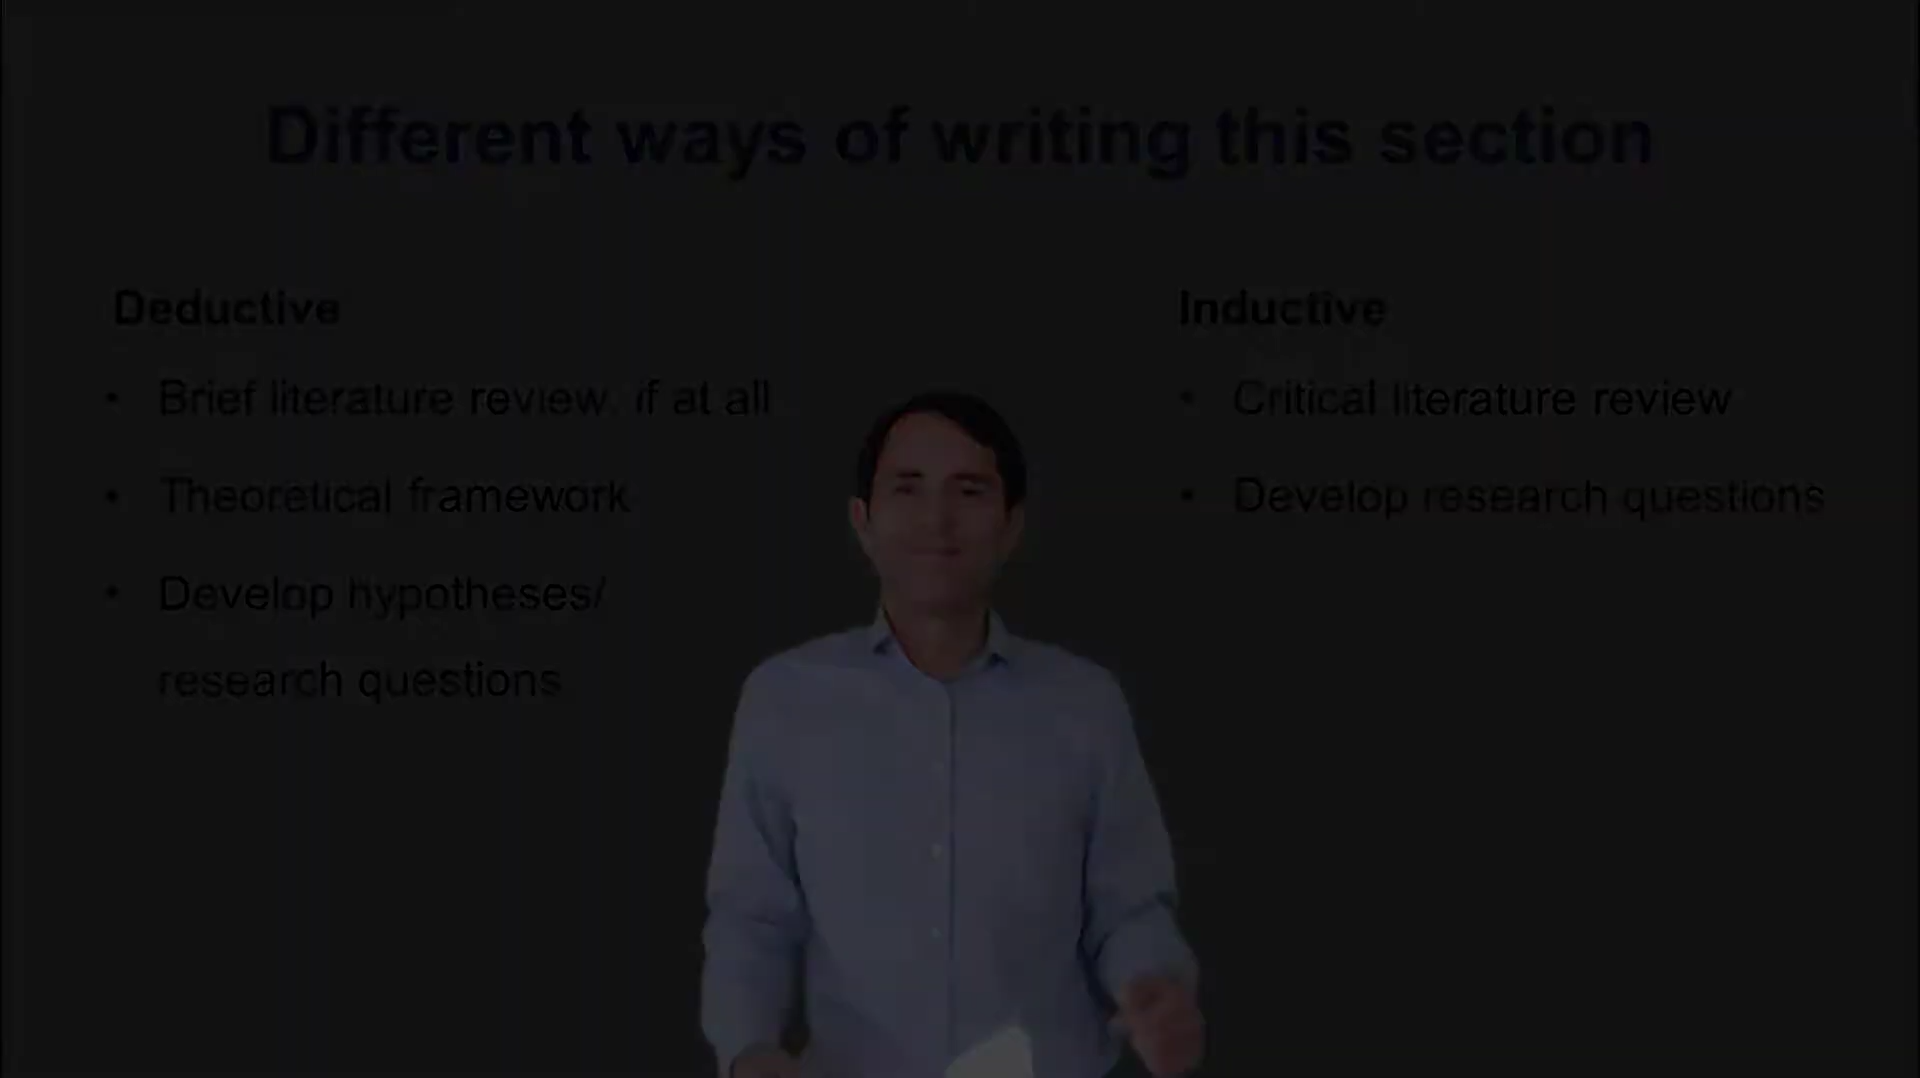 Different ways of writing this section
Deductive
• Brief literature review, if at all
• Theoretical framework
• Develop hypotheses/
research questions
Inductive
• Critical literature review
• Develop research questions